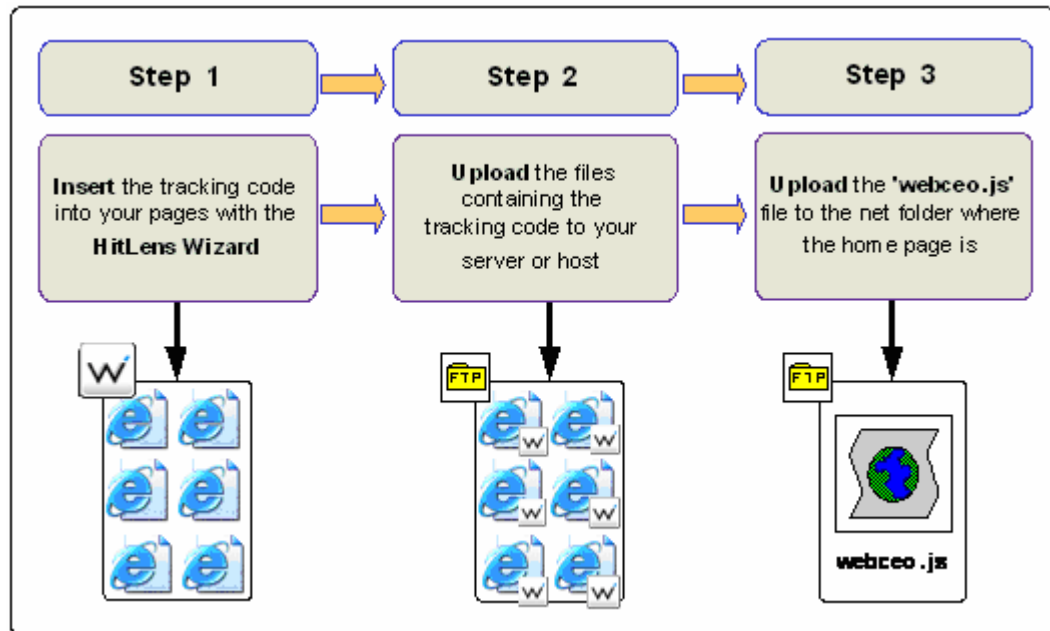 Step 1
Step 2
Step 3
Insert the tracking code
into your pages with the
HitLens Wizard
Upload the files
containing the
tracking code to your
server or host
Upload the 'webceo.js'
file to the net folder where
the home page is
W
FTP
W
W
W
W
W
W
FTP
webceo.js